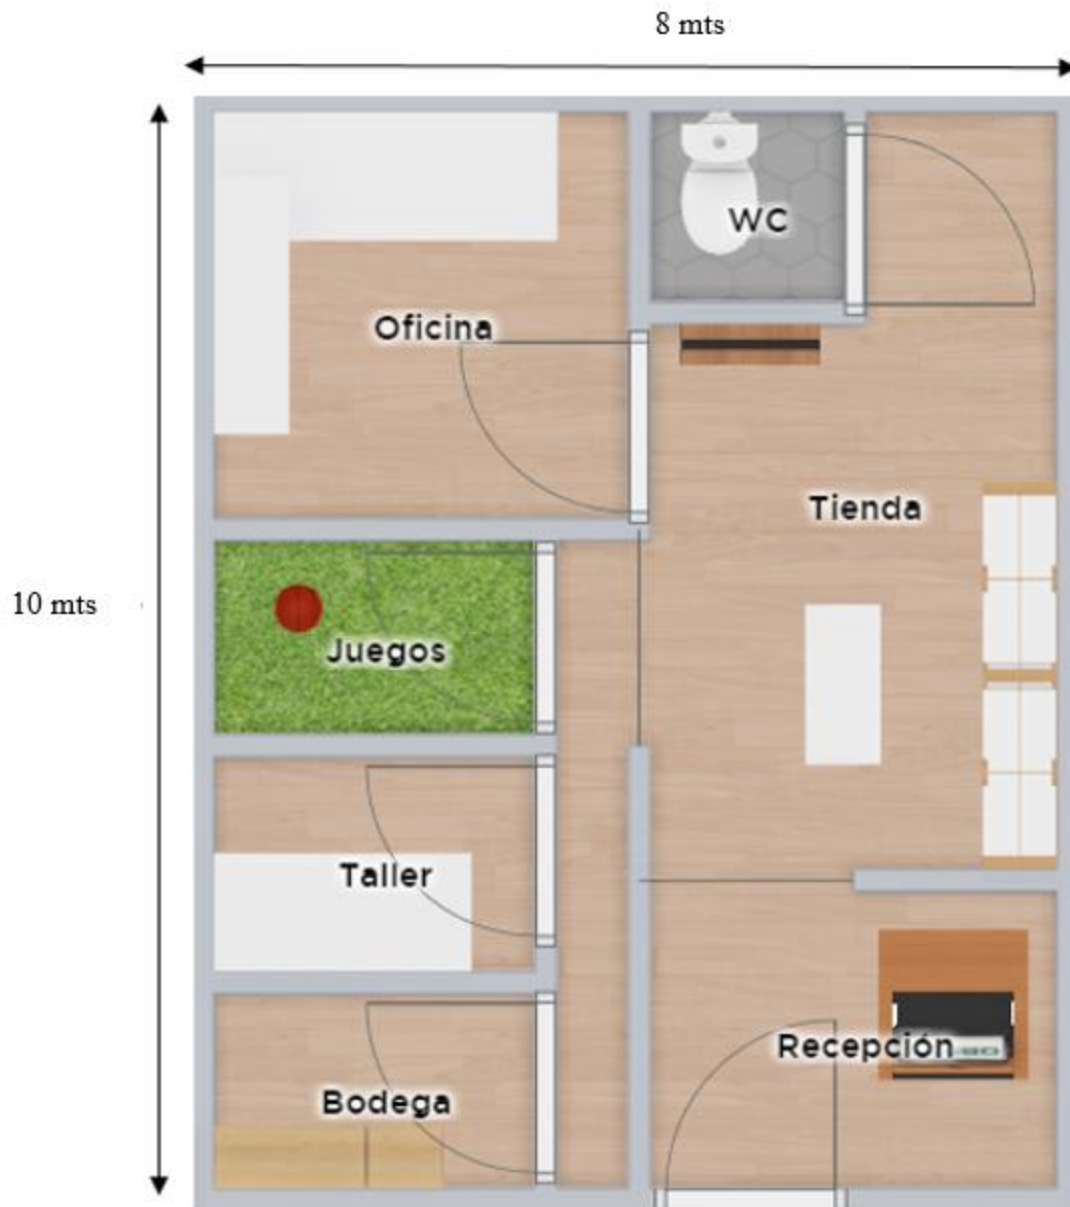 8 mts
WC
Oficina
Tienda
10 mts
Juegos
Taller
Recepción
Bodega